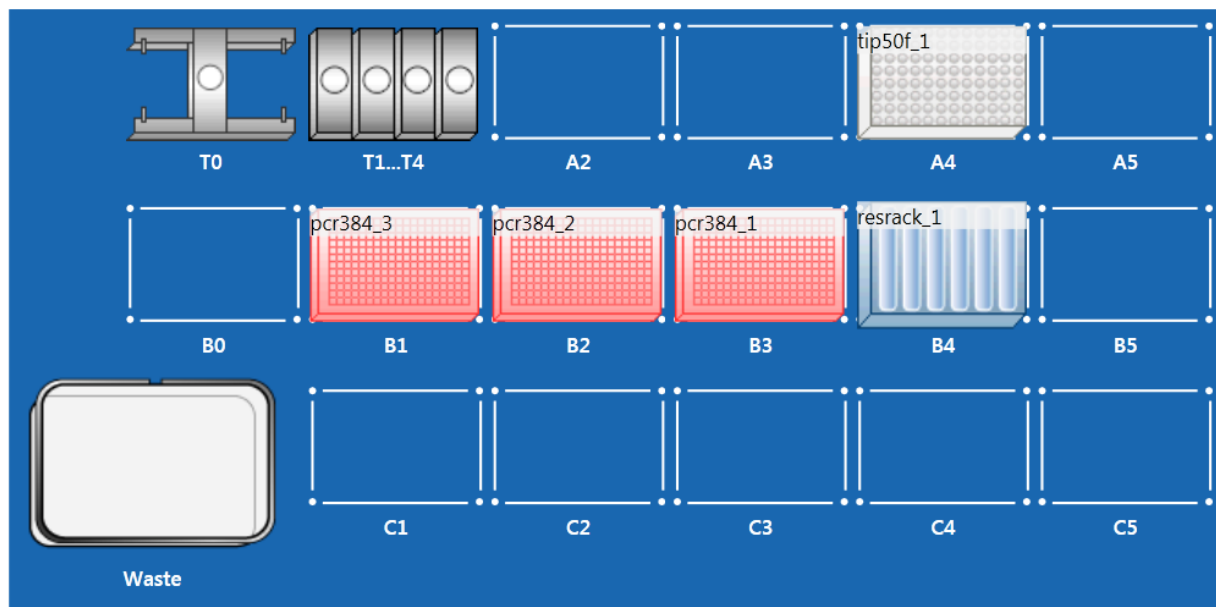 tip50f_1
T0 T1...T4 A2 A3 A4 A5
pcr384_3 pcr384_2 pcr384_1 resrack_1
B0 B1 B2 B3 B4 B5
C1 C2 C3 C4 C5
Waste